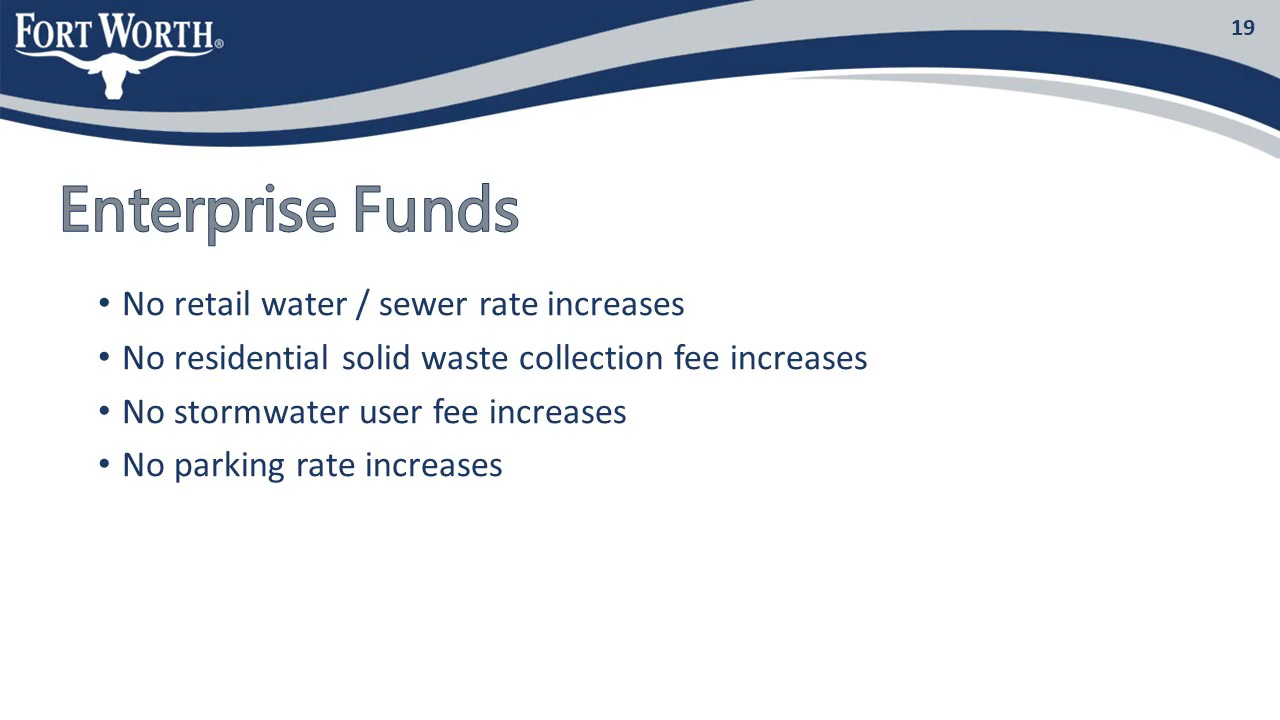 FORT WORTH®
19
Enterprise Funds
• No retail water / sewer rate increases
• No residential solid waste collection fee increases
• No stormwater user fee increases
• No parking rate increases